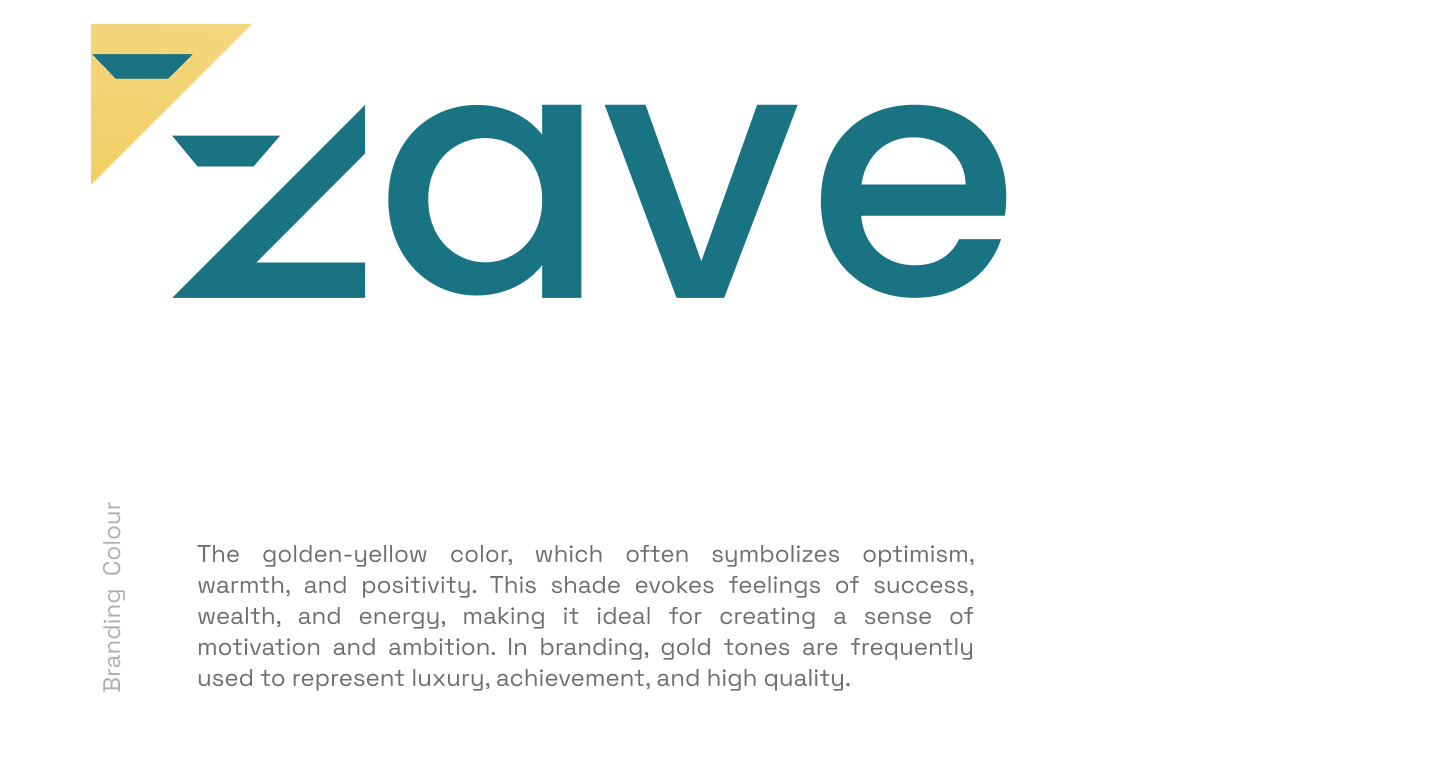 zave
Branding Colour
The golden-yellow color, which often symbolizes optimism,
warmth, and positivity. This shade evokes feelings of success,
wealth, and energy, making it ideal for creating a sense of
motivation and ambition. In branding, gold tones are frequently
used to represent luxury, achievement, and high quality.